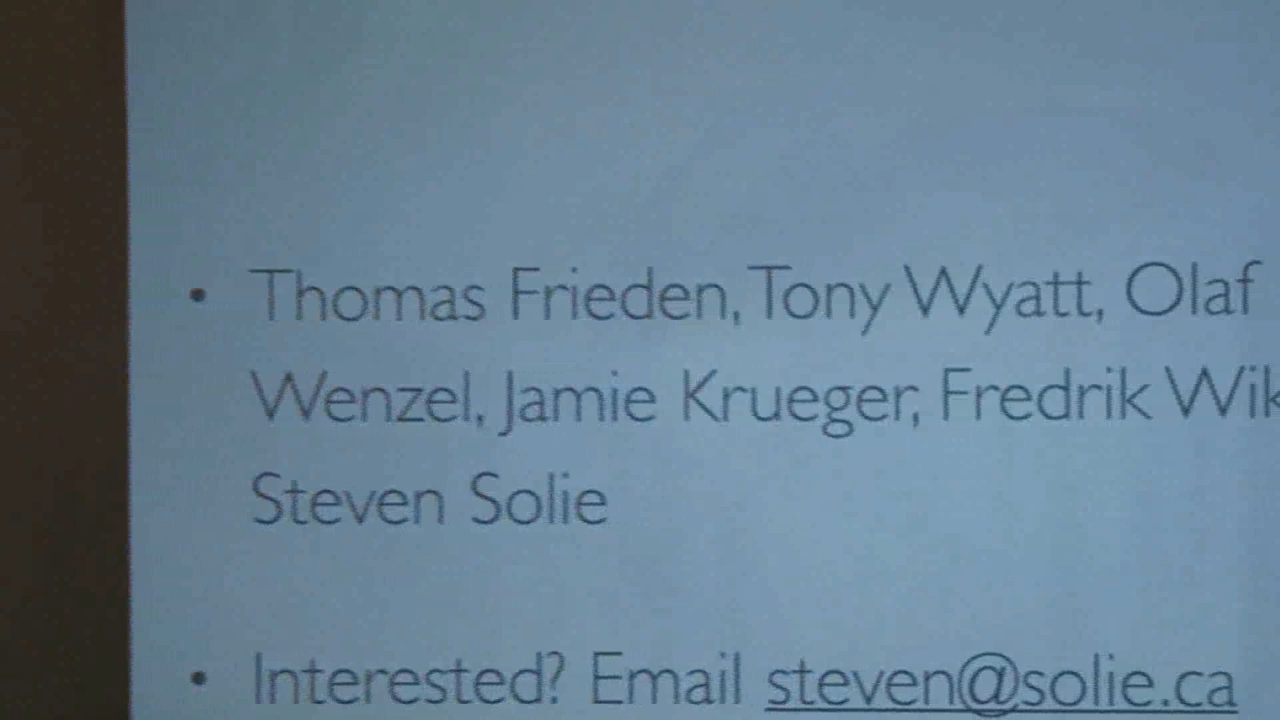 • Thomas Frieden, Tony Wyatt, Olaf
Wenzel, Jamie Krueger, Fredrik
Steven Solie
• Interested? Email steven@solie.ca